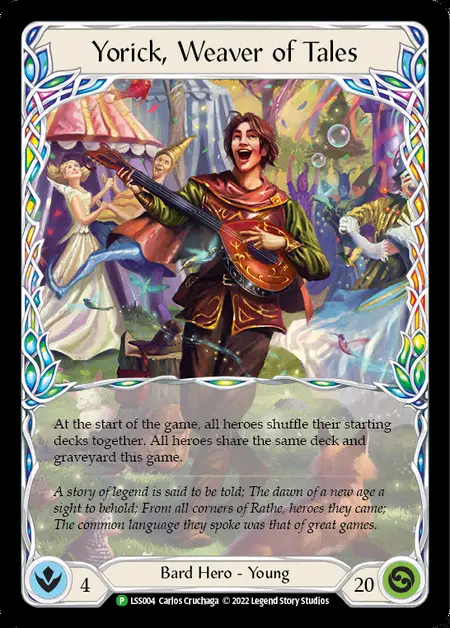 Yorick, Weaver of Tales
At the start of the game, all heroes shuffle their starting
decks together. All heroes share the same deck and
graveyard this game.
A story of legend is said to be told; The dawn of a new age a
sight to behold; From all corners of Rathe, heroes they came;
The common language they spoke was that of great games.
4
Bard Hero - Young
20
P LSS004 Carlos Cruchaga © 2022 Legend Story Studios